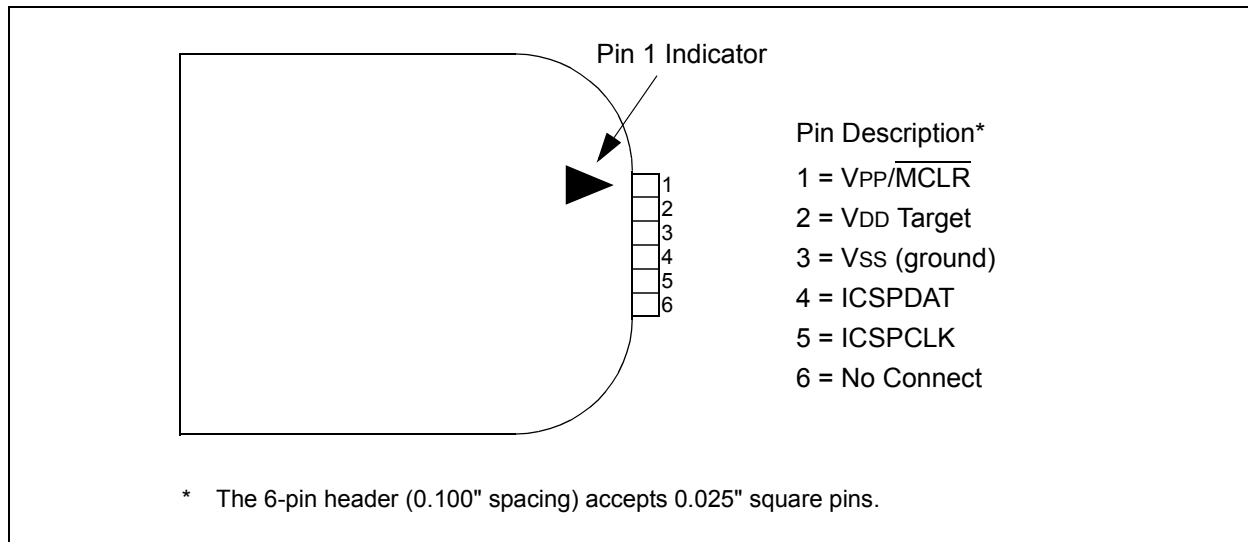 Pin 1 Indicator
1
2
3
4
5
6
Pin Description*
1 = VPP/M̅C̅L̅R̅
2 = VDD Target
3 = VSS (ground)
4 = ICSPDAT
5 = ICSPCLK
6 = No Connect
* The 6-pin header (0.100" spacing) accepts 0.025" square pins.